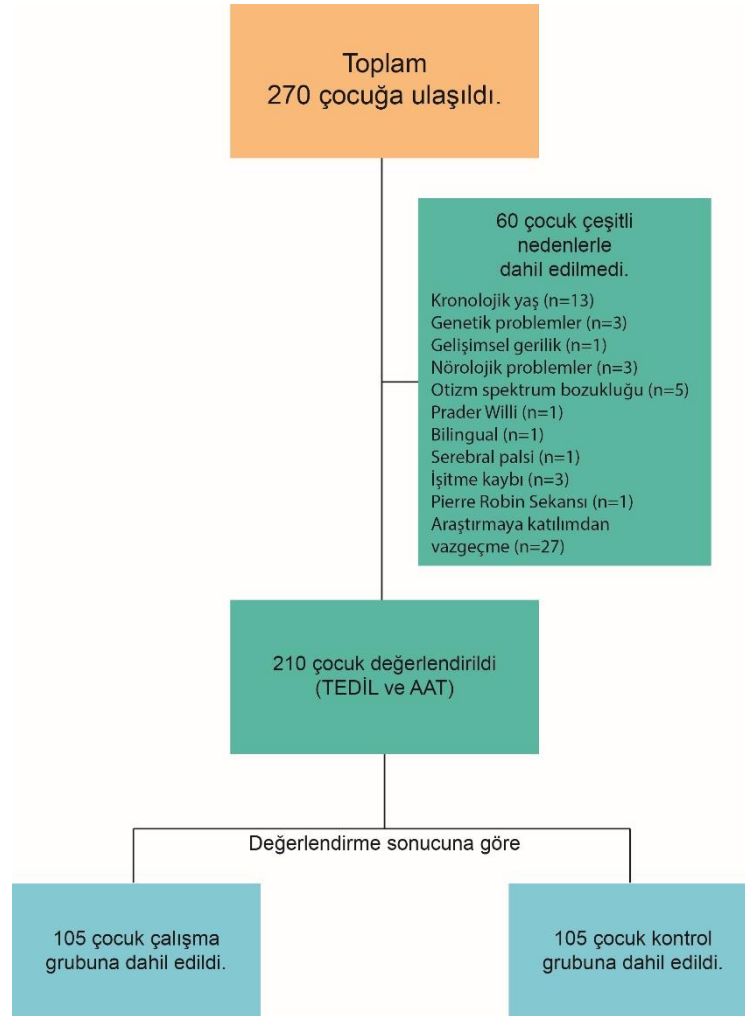 Toplam
270 çocuğa ulaşıldı.
60 çocuk çeşitli
nedenlerle
dahil edilmedi.
Kronolojik yaş (n=13)
Genetik problemler (n=3)
Gelişimsel gerilik (n=1)
Nörolojik problemler (n=3)
Otizm spektrum bozukluğu (n=5)
Prader Willi (n=1)
Bilingual (n=1)
Serebral palsi (n=1)
İşitme kaybı (n=3)
Pierre Robin Sekansı (n=1)
Araştırmaya katılımdan
vazgeçme (n=27)
210 çocuk değerlendirildi
(TEDİL ve AAT)
Değerlendirme sonucuna göre
105 çocuk çalışma
grubuna dahil edildi.
105 çocuk kontrol
grubuna dahil edildi.